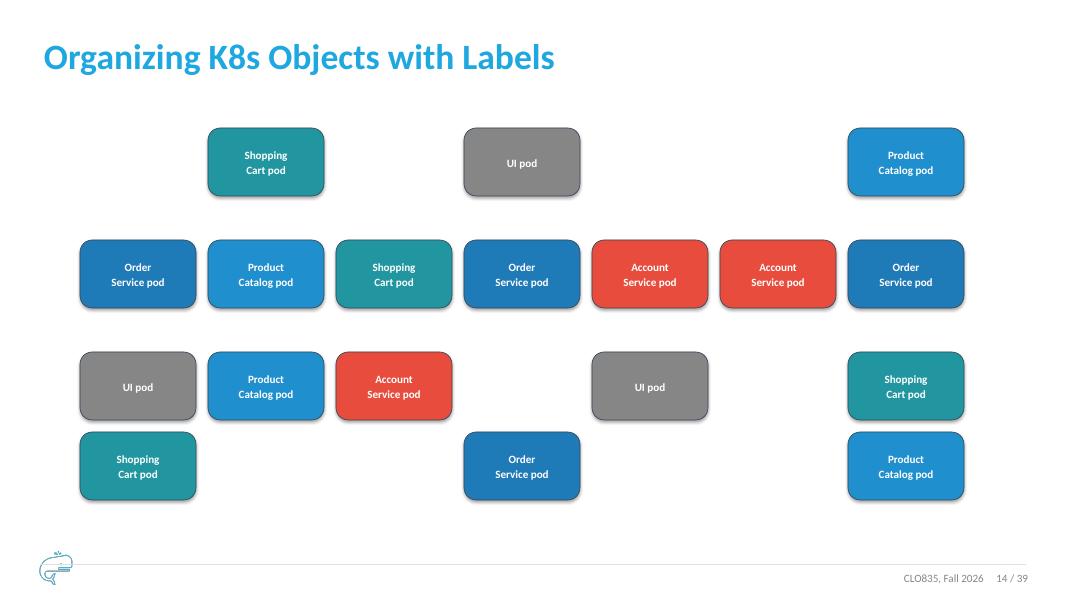 Organizing K8s Objects with Labels
Shopping
Cart pod
UI pod
Product
Catalog pod
Order
Service pod
Product
Catalog pod
Shopping
Cart pod
Order
Service pod
Account
Service pod
Account
Service pod
Order
Service pod
UI pod
Product
Catalog pod
Account
Service pod
UI pod
Shopping
Cart pod
Shopping
Cart pod
Order
Service pod
Product
Catalog pod
CLO835, Fall 2026 14 / 39